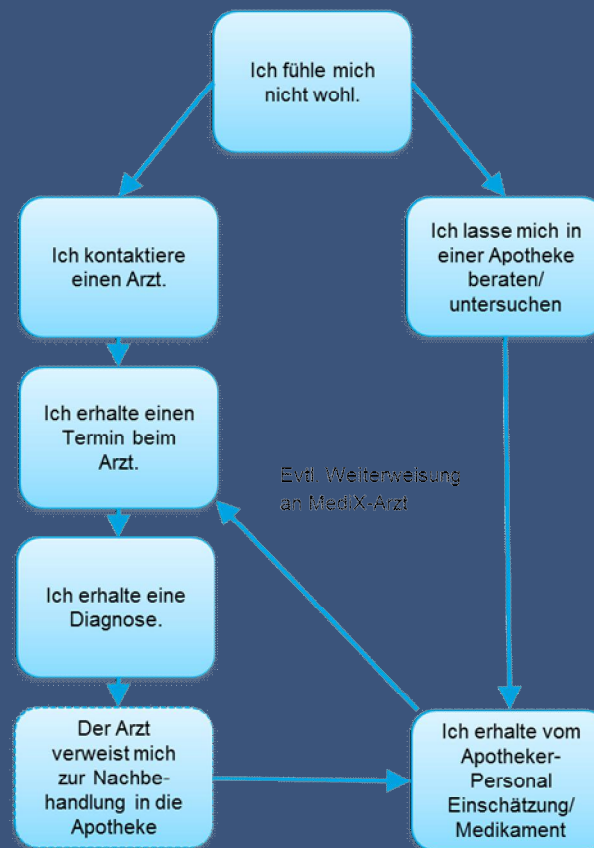 Ich fühle mich
nicht wohl.
Ich kontaktiere
einen Arzt.
Ich lasse mich in
einer Apotheke
beraten/
untersuchen
Ich erhalte einen
Termin beim
Arzt.
Evtl. Weiterweisung
an MediX-Arzt
Ich erhalte eine
Diagnose.
Der Arzt
verweist mich
zur Nachbe-
handlung in die
Apotheke
Ich erhalte vom
Apotheker-
Personal
Einschätzung/
Medikament